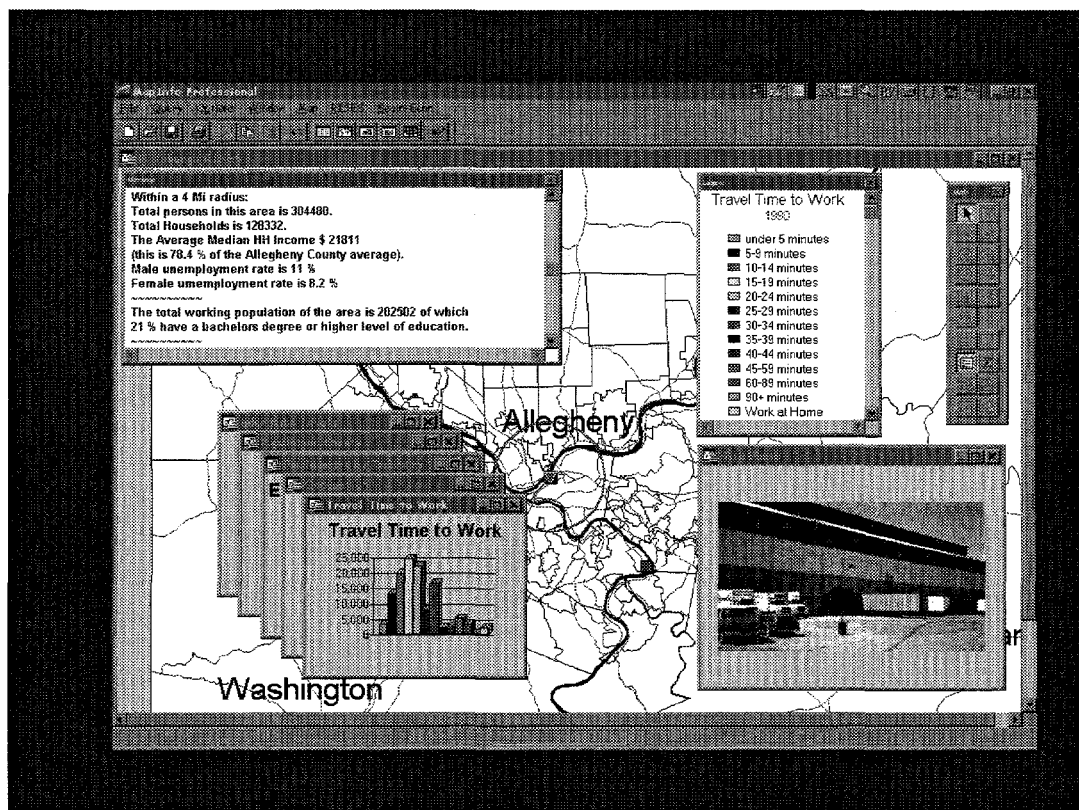 MapInfo Professional
Within a 4 Mi radius:
Total persons in this area is 304480.
Total Households is 128332.
The Average Median HH Income $ 21811
(this is 78.4 % of the Allegheny County average).
Male unemployment rate is 11 %
Female umemployment rate is 8.2 %
~~~~~~~~~~
The total working population of the area is 202502 of which
21 % have a bachelors degree or higher level of education.
~~~~~~~~~~
Travel Time to Work
1990
under 5 minutes
5-9 minutes
10-14 minutes
15-19 minutes
20-24 minutes
25-29 minutes
30-34 minutes
35-39 minutes
40-44 minutes
45-59 minutes
60-89 minutes
90+ minutes
Work at Home
Allegheny
E
Travel Time to Work
Travel Time to Work
25,000
20,000
15,000
10,000
5,000
0
Washington